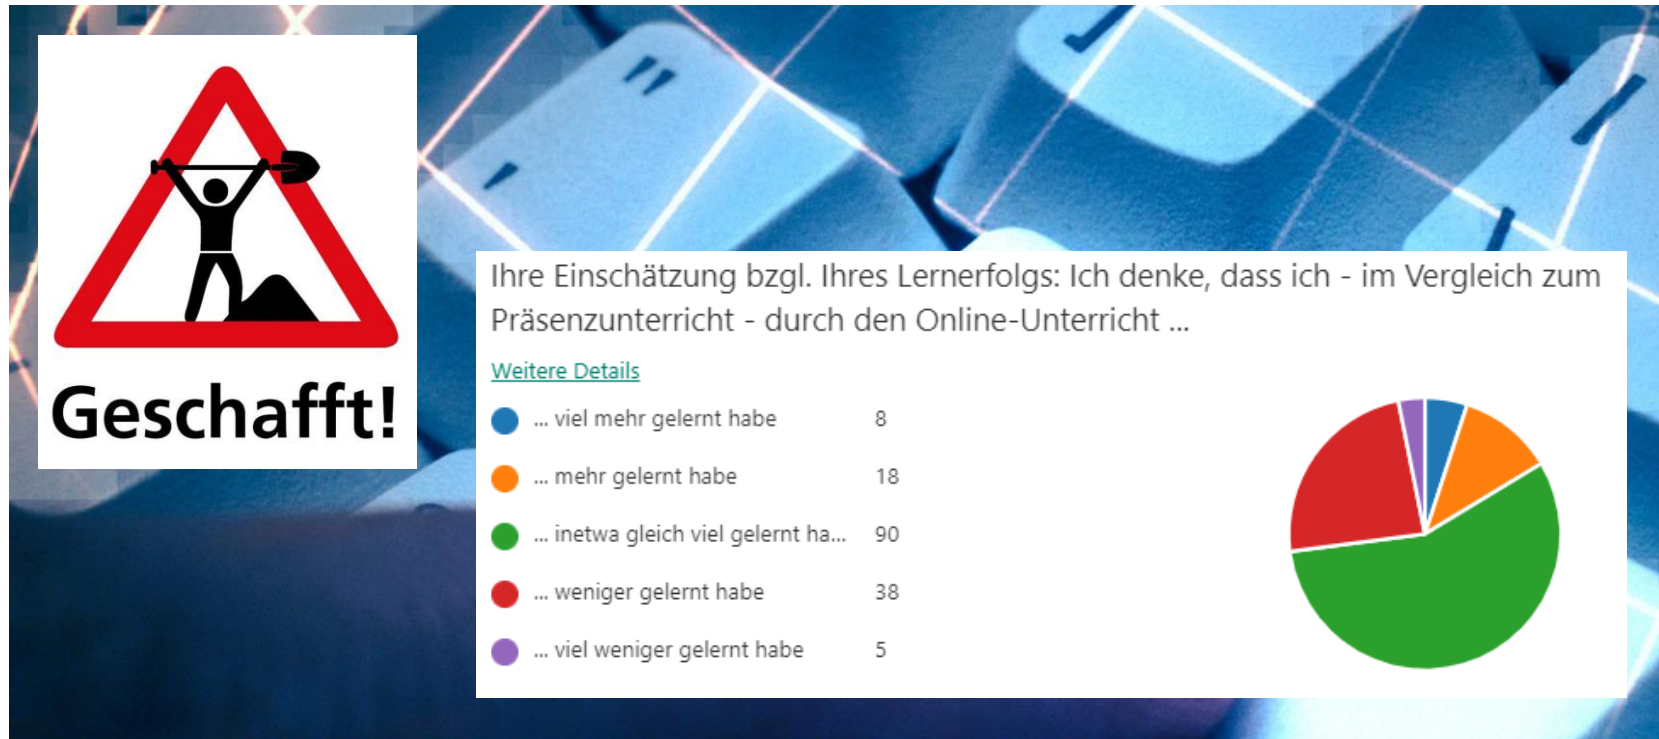 Geschafft!
Ihre Einschätzung bzgl. Ihres Lernerfolgs: Ich denke, dass ich - im Vergleich zum
Präsenzunterricht - durch den Online-Unterricht ...
Weitere Details
... viel mehr gelernt habe 8
... mehr gelernt habe 18
... inetwa gleich viel gelernt ha... 90
... weniger gelernt habe 38
... viel weniger gelernt habe 5